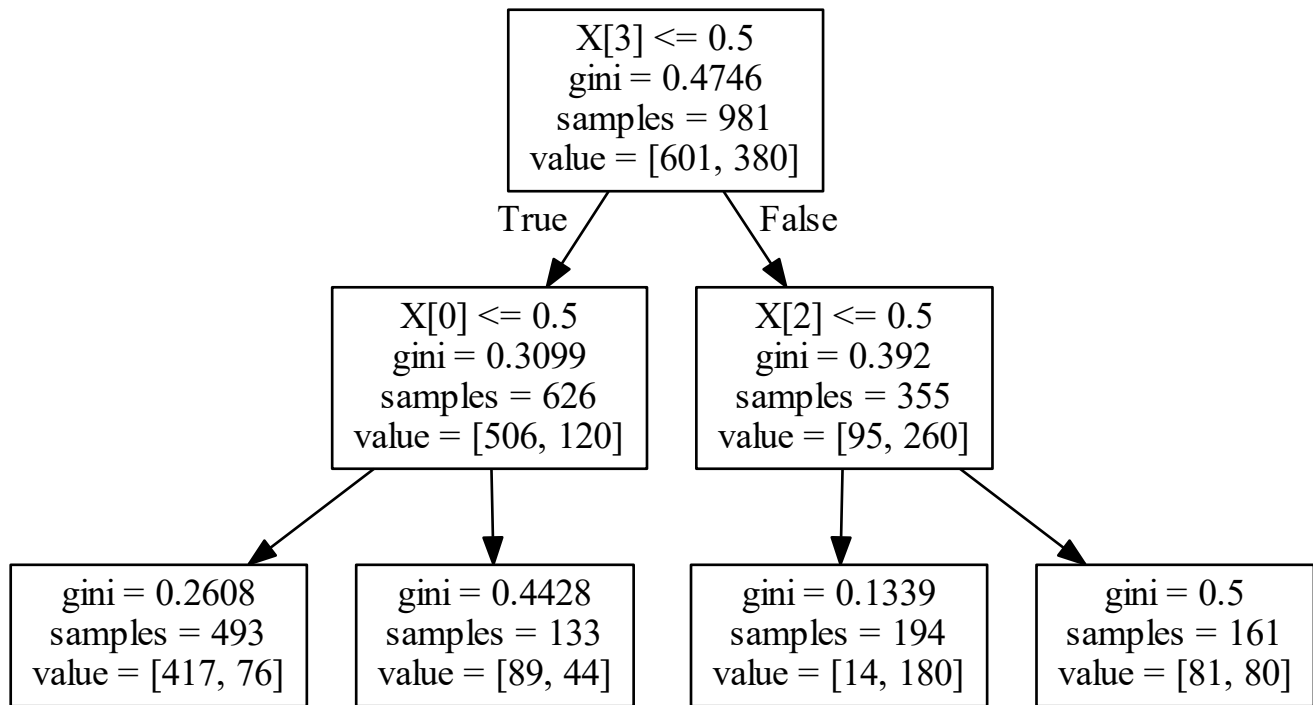 X[3] <= 0.5
gini = 0.4746
samples = 981
value = [601, 380]
True
False
X[0] <= 0.5
gini = 0.3099
samples = 626
value = [506, 120]
X[2] <= 0.5
gini = 0.392
samples = 355
value = [95, 260]
gini = 0.2608
samples = 493
value = [417, 76]
gini = 0.4428
samples = 133
value = [89, 44]
gini = 0.1339
samples = 194
value = [14, 180]
gini = 0.5
samples = 161
value = [81, 80]